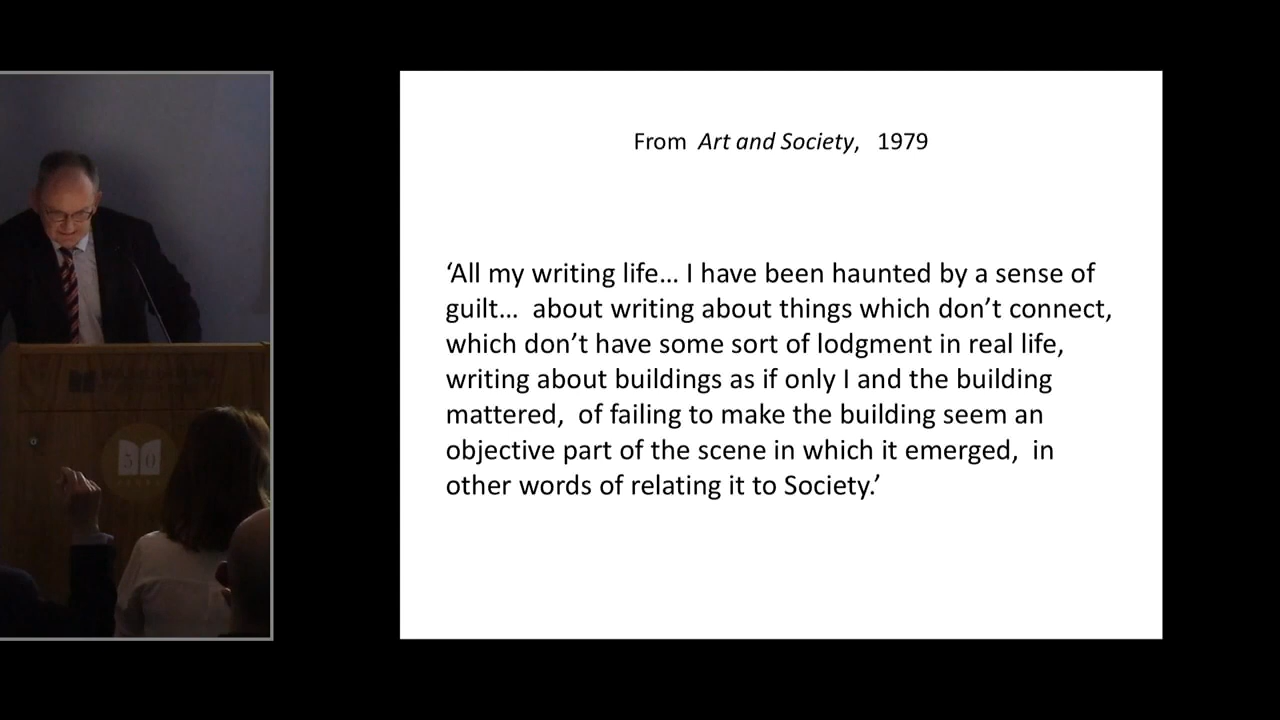 From Art and Society, 1979
‘All my writing life… I have been haunted by a sense of
guilt… about writing about things which don’t connect,
which don’t have some sort of lodgment in real life,
writing about buildings as if only I and the building
mattered, of failing to make the building seem an
objective part of the scene in which it emerged, in
other words of relating it to Society.’
50